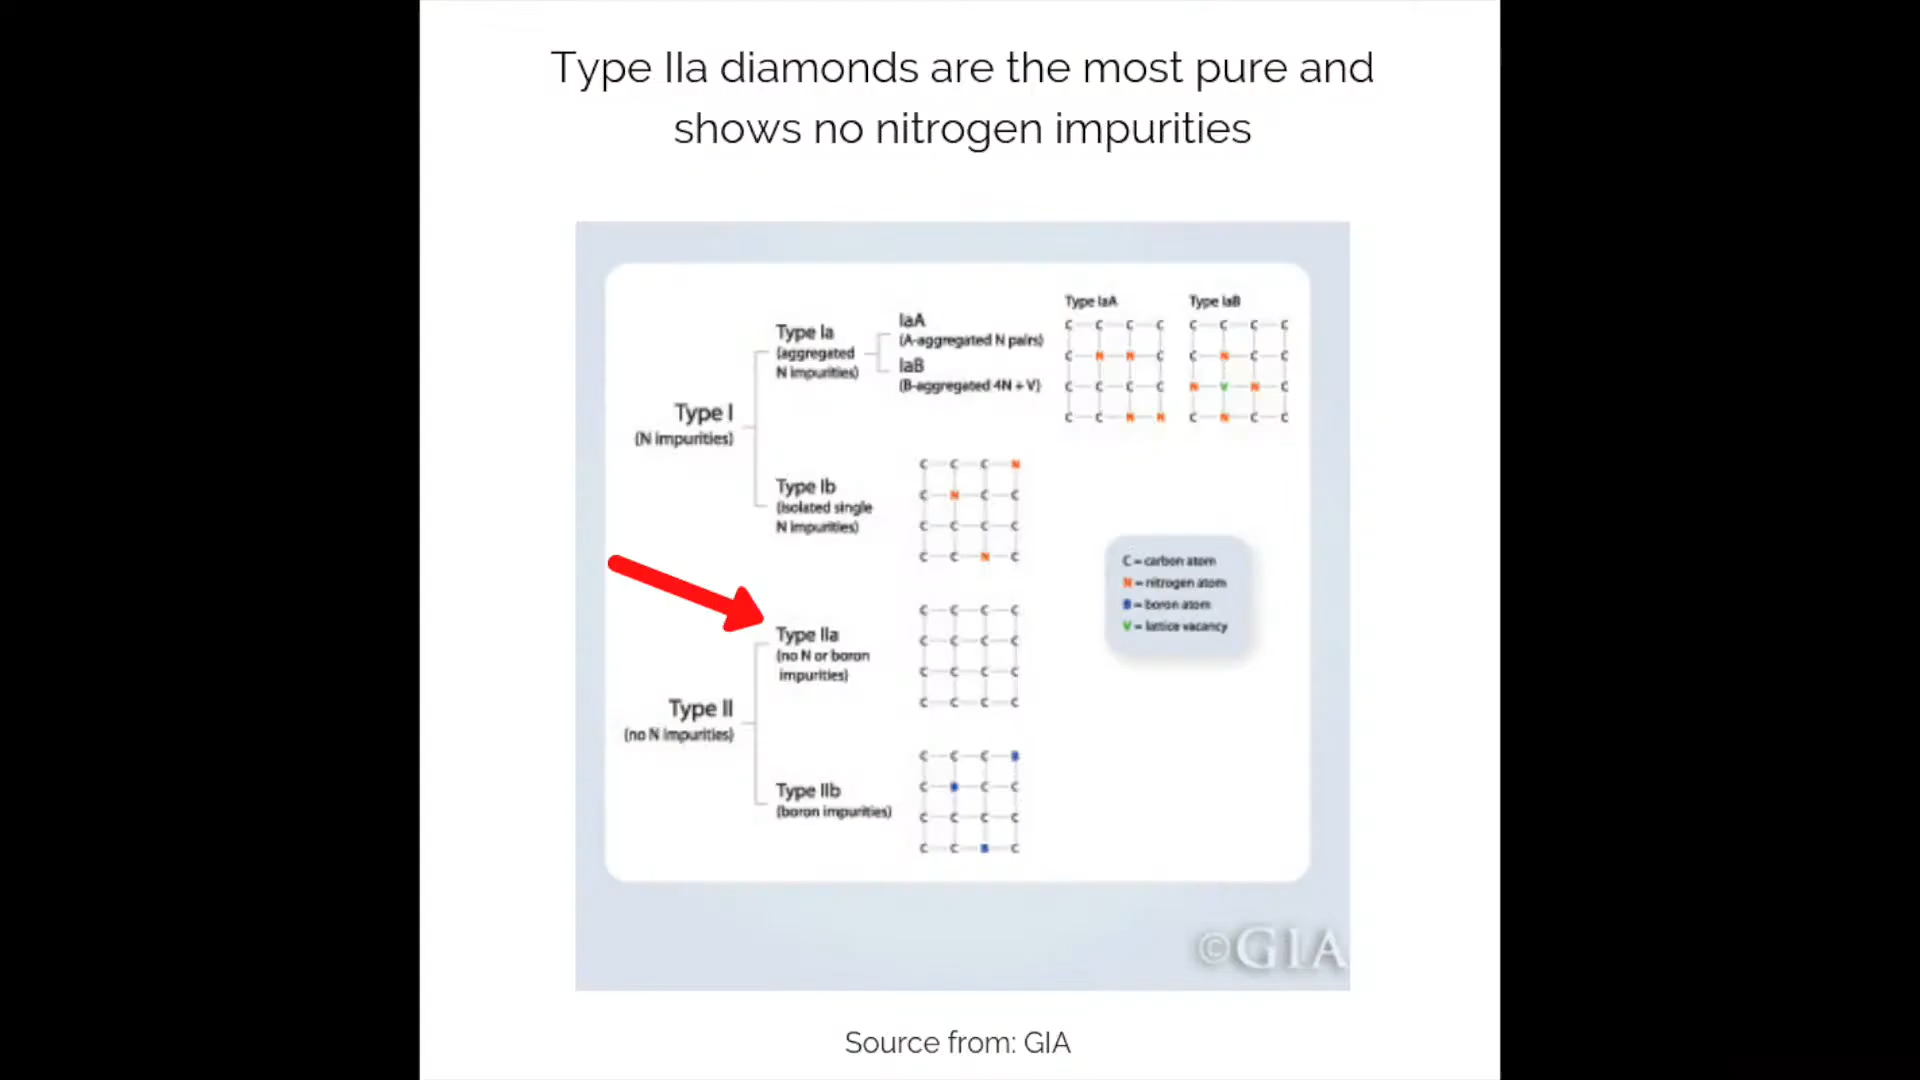 Type IIa diamonds are the most pure and
shows no nitrogen impurities
Type I
(N impurities)
Type Ia
(aggregated
N impurities)
IaA
(A-aggregated N pairs)
IaB
(B-aggregated 4N + V)
Type IaA
C C C C
C N N C
C C C C
C C N N
Type IaB
C C C C
C N C C
N V N C
C N C C
Type Ib
(isolated single
N impurities)
C C C N
C N C C
C C C C
C C N C
C = carbon atom
N = nitrogen atom
B = boron atom
V = lattice vacancy
Type II
(no N impurities)
Type IIa
(no N or boron
impurities)
C C C C
C C C C
C C C C
C C C C
Type IIb
(boron impurities)
C C C B
C B C C
C C C C
C C B C
©GIA
Source from: GIA